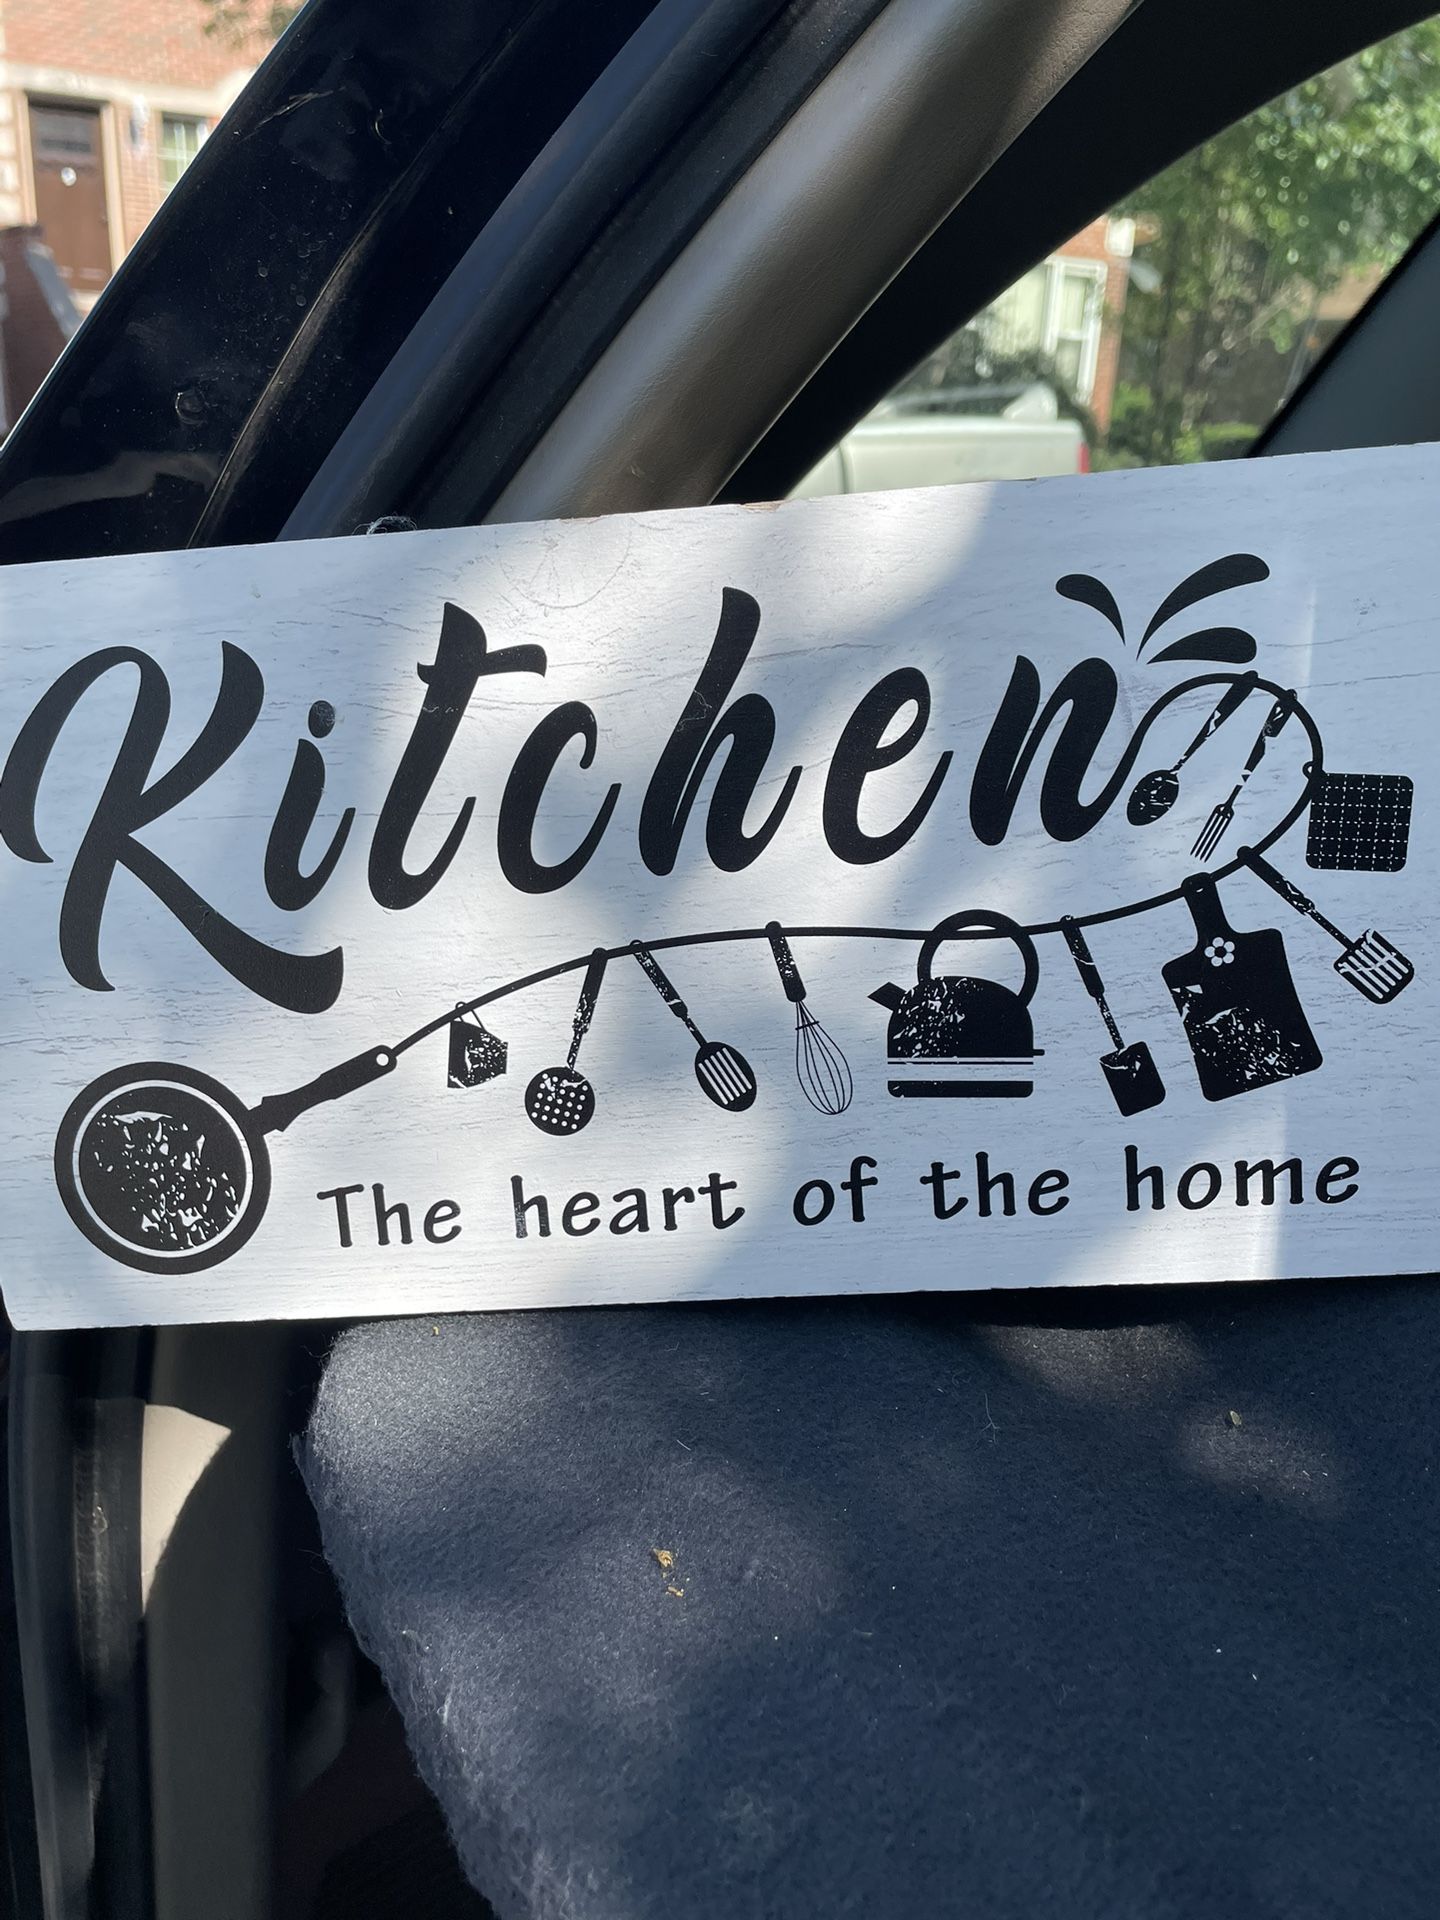 Kitchen
The heart of the home